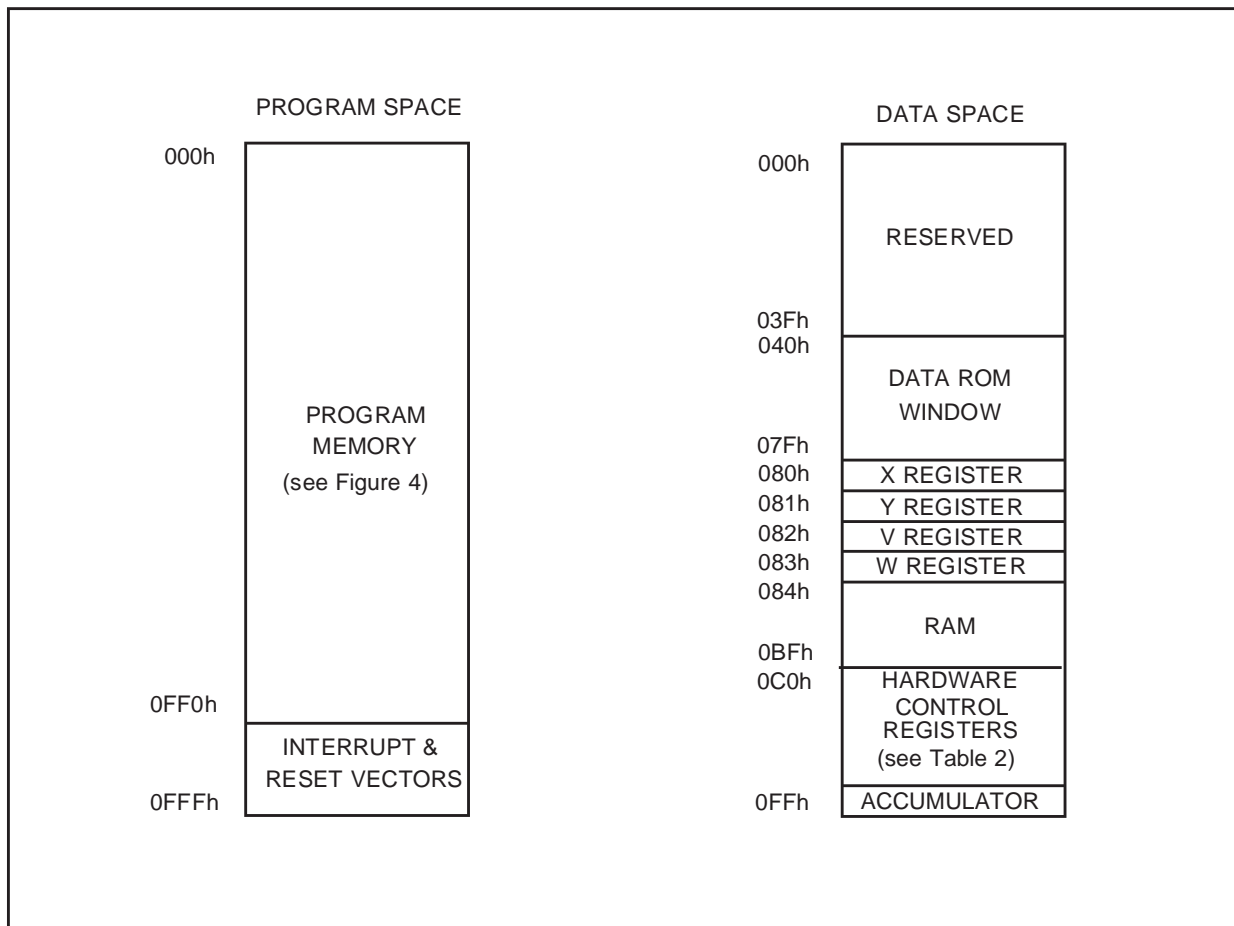 PROGRAM SPACE
000h
PROGRAM
MEMORY
(see Figure 4)
0FF0h
INTERRUPT &
RESET VECTORS
0FFFh
DATA SPACE
000h
RESERVED
03Fh
040h
DATA ROM
WINDOW
07Fh
080h X REGISTER
081h Y REGISTER
082h V REGISTER
083h W REGISTER
084h
RAM
0BFh
0C0h HARDWARE
CONTROL
REGISTERS
(see Table 2)
0FFh ACCUMULATOR